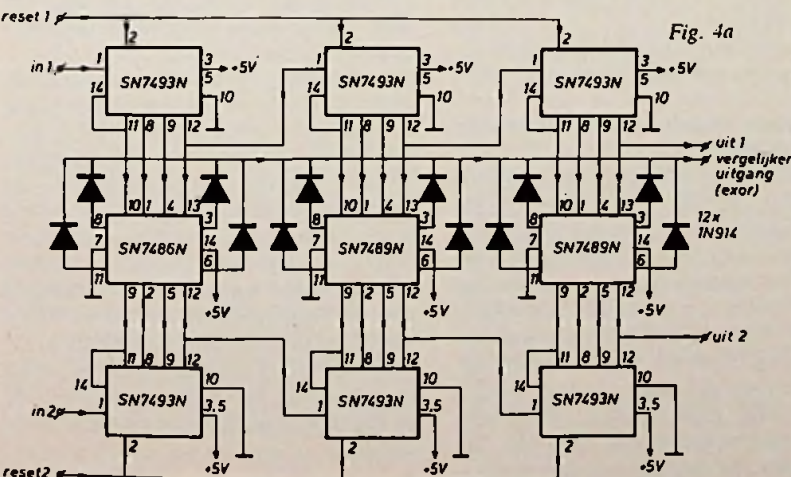 reset 1
2 2 2
Fig. 4a
in 1
1 SN7493N 3 +5V
5
14 10
11 8 9 12
1 SN7493N 3 +5V
5
14 10
11 8 9 12
1 SN7493N 3 +5V
5
14 10
11 8 9 12
uit 1
vergelijker
uitgang
(exor)
10 1 4 13
8 3
7 SN7486N 14
6
11
9 2 5 12
+5V
10 1 4 13
8 3
7 SN7489N 14
6
11
9 2 5 12
+5V
10 1 4 13
8 3
7 SN7489N 14
6
11
9 2 5 12
+5V
12x
1N914
uit 2
11 8 9 12
14 10
SN7493N
in2 1 3,5
2 +5V
11 8 9 12
14 10
SN7493N
1 3,5
2 +5V
11 8 9 12
14 10
SN7493N
1 3,5
2 +5V
reset2